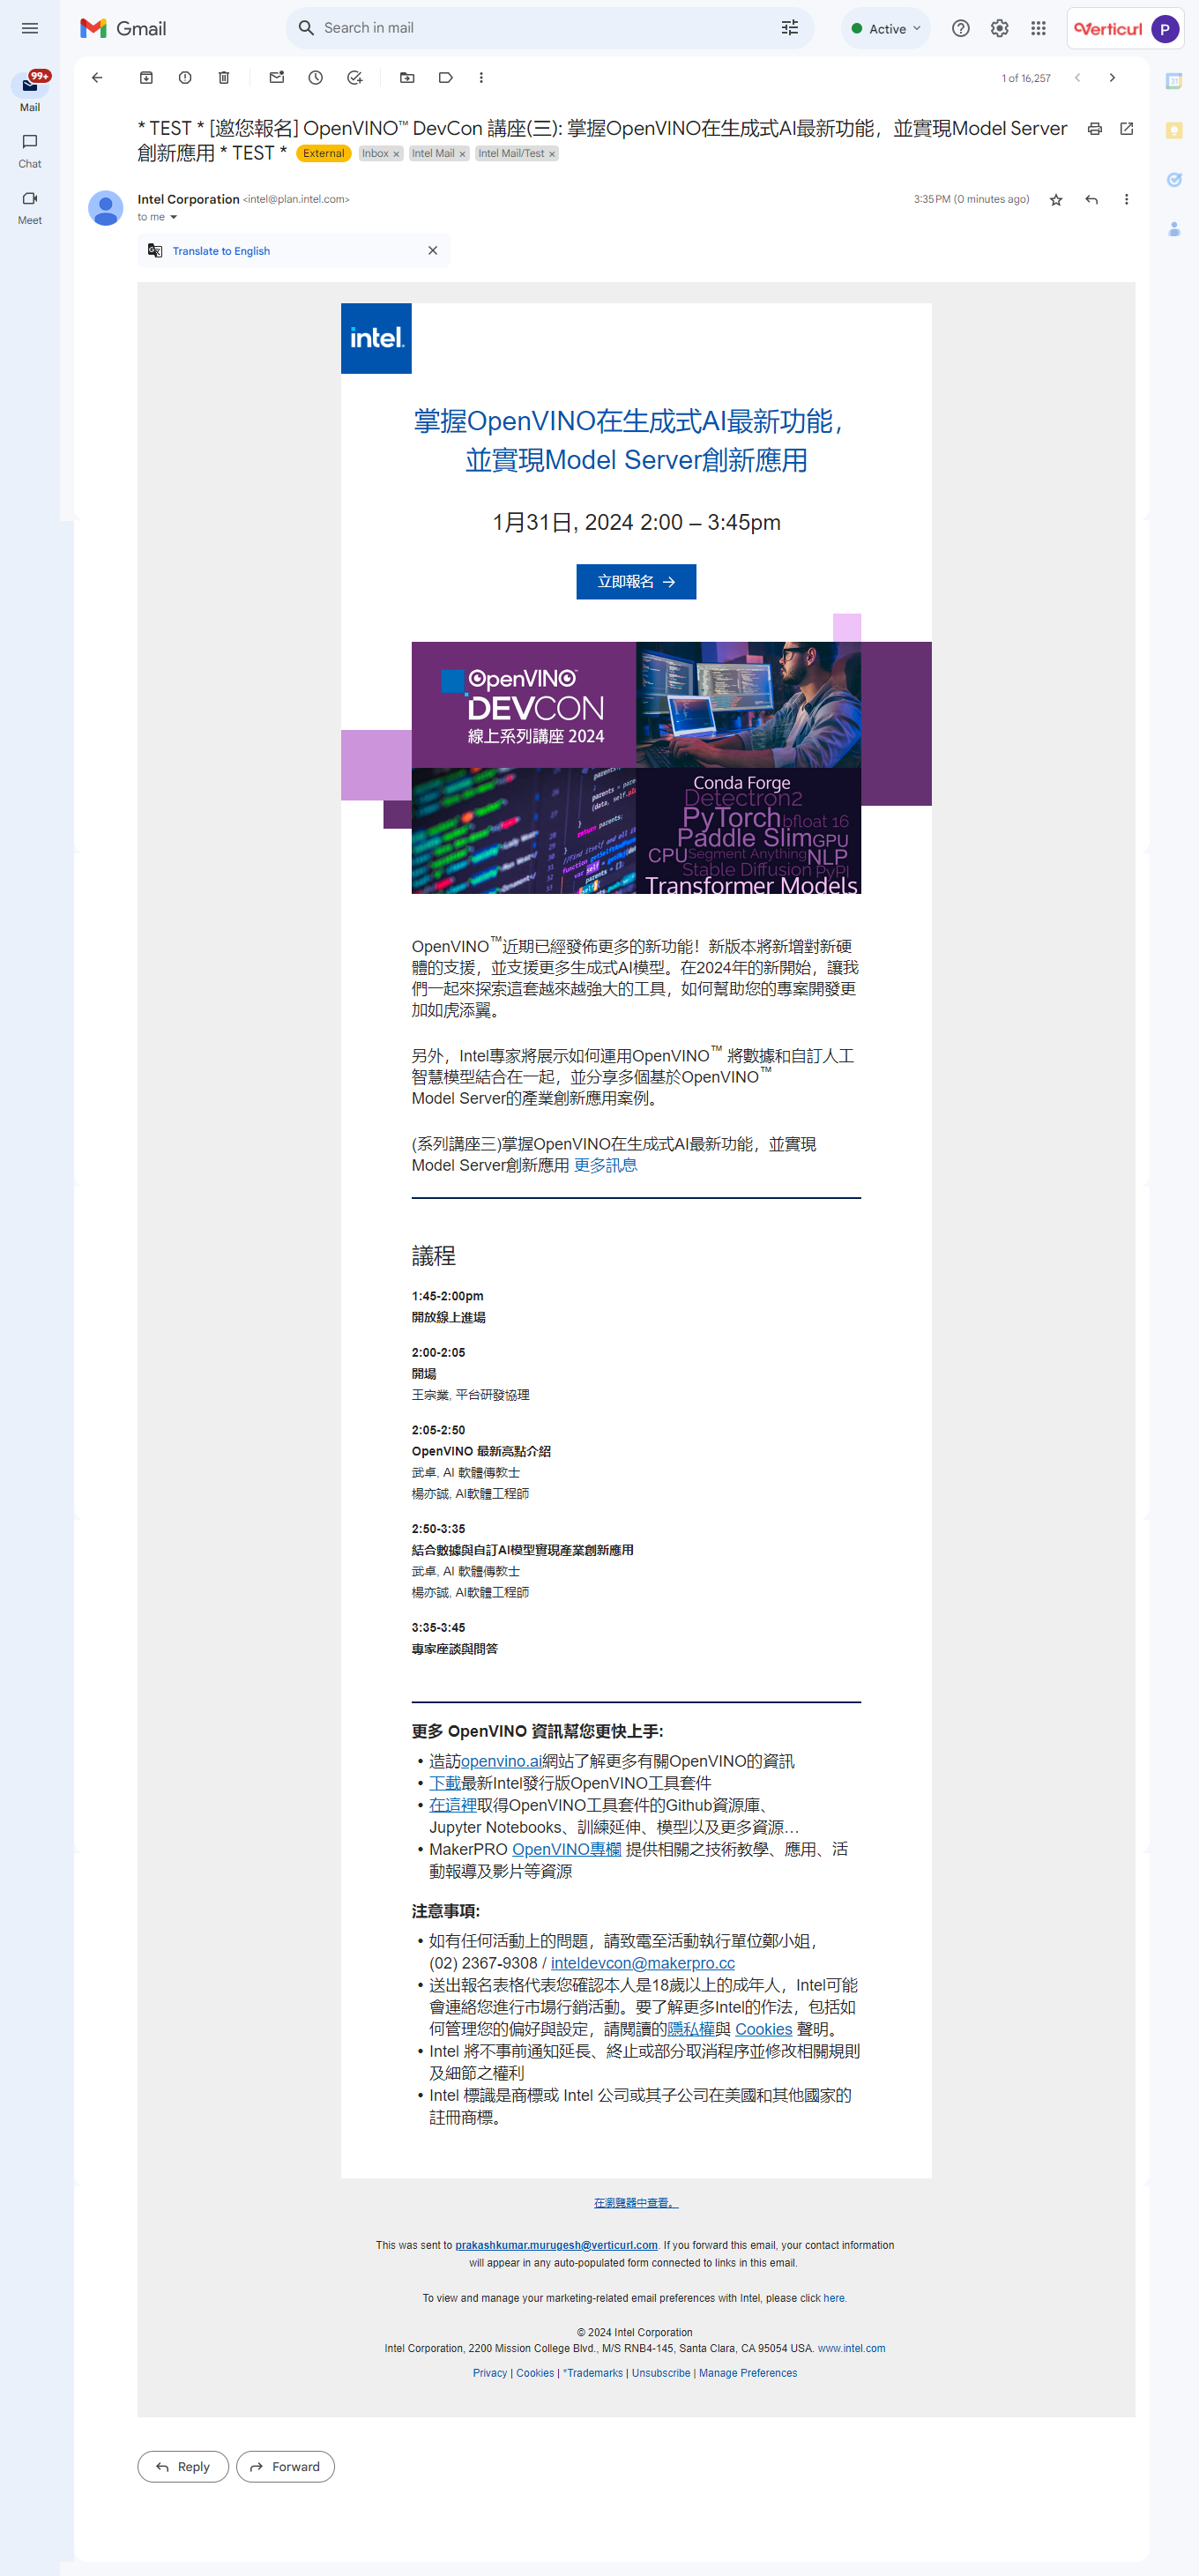 Gmail
Search in mail
Active
Verticurl
P
99+
Mail
Chat
Meet
1 of 16,257
* TEST * [邀您報名] OpenVINO™ DevCon 講座(三): 掌握OpenVINO在生成式AI最新功能，並實現Model Server
創新應用 * TEST * External Inbox × Intel Mail × Intel Mail/Test ×
Intel Corporation <intel@plan.intel.com>
3:35 PM (0 minutes ago)
to me
Translate to English
intel.
掌握OpenVINO在生成式AI最新功能，
並實現Model Server創新應用
1月31日, 2024 2:00 – 3:45pm
立即報名 →
OpenVINO™
DEVCON
線上系列講座 2024
Conda Forge
Detectron2
PyTorch bfloat 16
Paddle Slim GPU
CPU Segment Anything NLP
Stable Diffusion PyPI
Transformer Models
OpenVINO™近期已經發佈更多的新功能！新版本將新增對新硬
體的支援，並支援更多生成式AI模型。在2024年的新開始，讓我
們一起來探索這套越來越強大的工具，如何幫助您的專案開發更
加如虎添翼。
另外，Intel專家將展示如何運用OpenVINO™ 將數據和自訂人工
智慧模型結合在一起，並分享多個基於OpenVINO™
Model Server的產業創新應用案例。
(系列講座三)掌握OpenVINO在生成式AI最新功能，並實現
Model Server創新應用 更多訊息
議程
1:45-2:00pm
開放線上進場
2:00-2:05
開場
王宗業, 平台研發協理
2:05-2:50
OpenVINO 最新亮點介紹
武卓, AI 軟體傳教士
楊亦誠, AI軟體工程師
2:50-3:35
結合數據與自訂AI模型實現產業創新應用
武卓, AI 軟體傳教士
楊亦誠, AI軟體工程師
3:35-3:45
專家座談與問答
更多 OpenVINO 資訊幫您更快上手:
• 造訪openvino.ai網站了解更多有關OpenVINO的資訊
• 下載最新Intel發行版OpenVINO工具套件
• 在這裡取得OpenVINO工具套件的Github資源庫、
Jupyter Notebooks、訓練延伸、模型以及更多資源…
• MakerPRO OpenVINO專欄 提供相關之技術教學、應用、活
動報導及影片等資源
注意事項:
• 如有任何活動上的問題，請致電至活動執行單位鄭小姐，
(02) 2367-9308 / inteldevcon@makerpro.cc
• 送出報名表格代表您確認本人是18歲以上的成年人，Intel可能
會連絡您進行市場行銷活動。要了解更多Intel的作法，包括如
何管理您的偏好與設定，請閱讀的隱私權與 Cookies 聲明。
• Intel 將不事前通知延長、終止或部分取消程序並修改相關規則
及細節之權利
• Intel 標識是商標或 Intel 公司或其子公司在美國和其他國家的
註冊商標。
在瀏覽器中查看。
This was sent to prakashkumar.murugesh@verticurl.com. If you forward this email, your contact information
will appear in any auto-populated form connected to links in this email.
To view and manage your marketing-related email preferences with Intel, please click here.
© 2024 Intel Corporation
Intel Corporation, 2200 Mission College Blvd., M/S RNB4-145, Santa Clara, CA 95054 USA. www.intel.com
Privacy | Cookies | *Trademarks | Unsubscribe | Manage Preferences
Reply
Forward